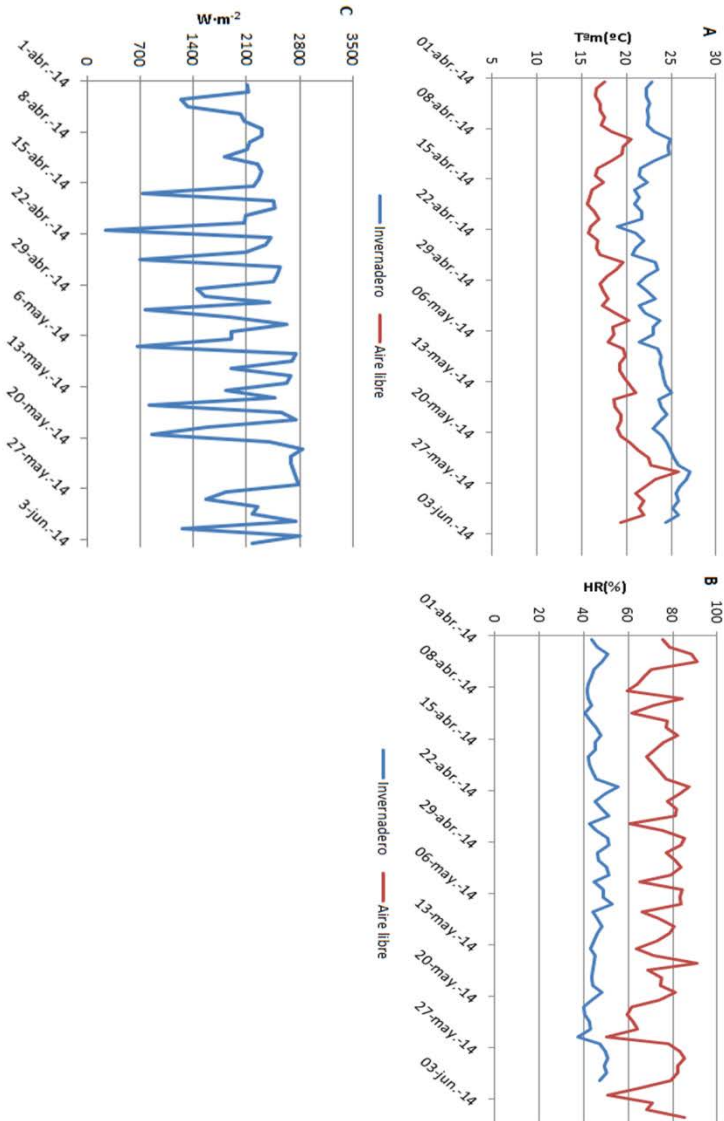 A
Tªm(ºC)
30
25
20
15
10
5
01-abr.-14
08-abr.-14
15-abr.-14
22-abr.-14
29-abr.-14
06-may.-14
13-may.-14
20-may.-14
27-may.-14
03-jun.-14
Invernadero Aire libre
B
HR(%)
100
80
60
40
20
0
01-abr.-14
08-abr.-14
15-abr.-14
22-abr.-14
29-abr.-14
06-may.-14
13-may.-14
20-may.-14
27-may.-14
03-jun.-14
Invernadero Aire libre
C
W·m-2
3500
2800
2100
1400
700
0
1-abr.-14
8-abr.-14
15-abr.-14
22-abr.-14
29-abr.-14
6-may.-14
13-may.-14
20-may.-14
27-may.-14
3-jun.-14